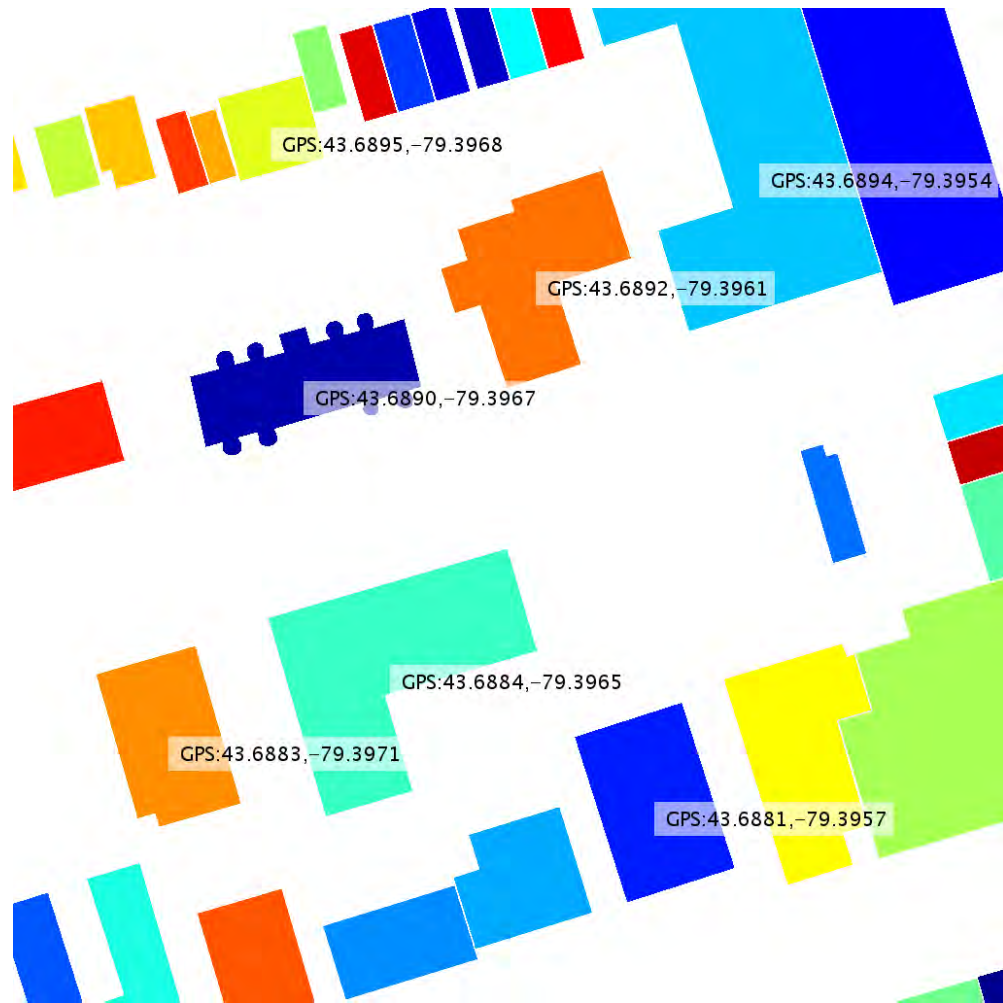 GPS:43.6895,−79.3968
GPS:43.6894,−79.3954
GPS:43.6892,−79.3961
GPS:43.6890,−79.3967
GPS:43.6884,−79.3965
GPS:43.6883,−79.3971
GPS:43.6881,−79.3957